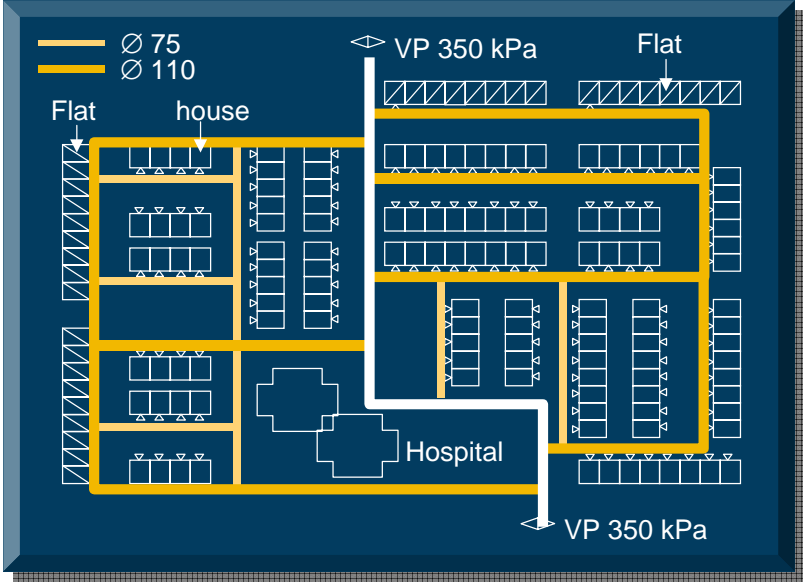 ∅ 75
∅ 110
VP 350 kPa
Flat
Flat
house
Hospital
VP 350 kPa